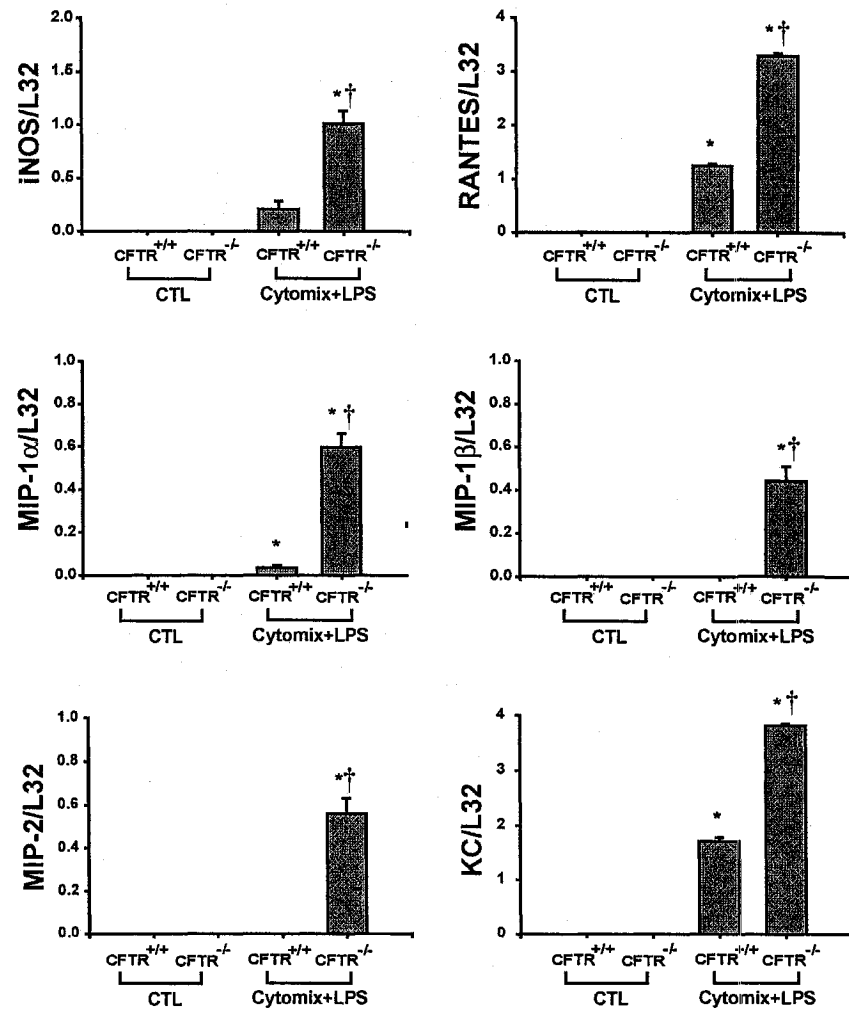 iNOS/L32
2.0
1.5
1.0
0.5
0.0
*†
CFTR+/+ CFTR-/- CFTR+/+ CFTR-/-
CTL Cytomix+LPS
RANTES/L32
4
3
2
1
0
*†
*
CFTR+/+ CFTR-/- CFTR+/+ CFTR-/-
CTL Cytomix+LPS
MIP-1α/L32
1.0
0.8
0.6
0.4
0.2
0.0
*†
*
CFTR+/+ CFTR-/- CFTR+/+ CFTR-/-
CTL Cytomix+LPS
MIP-1β/L32
1.0
0.8
0.6
0.4
0.2
0.0
*†
CFTR+/+ CFTR-/- CFTR+/+ CFTR-/-
CTL Cytomix+LPS
MIP-2/L32
1.0
0.8
0.6
0.4
0.2
0.0
*†
CFTR+/+ CFTR-/- CFTR+/+ CFTR-/-
CTL Cytomix+LPS
KC/L32
4
3
2
1
0
*†
*
CFTR+/+ CFTR-/- CFTR+/+ CFTR-/-
CTL Cytomix+LPS